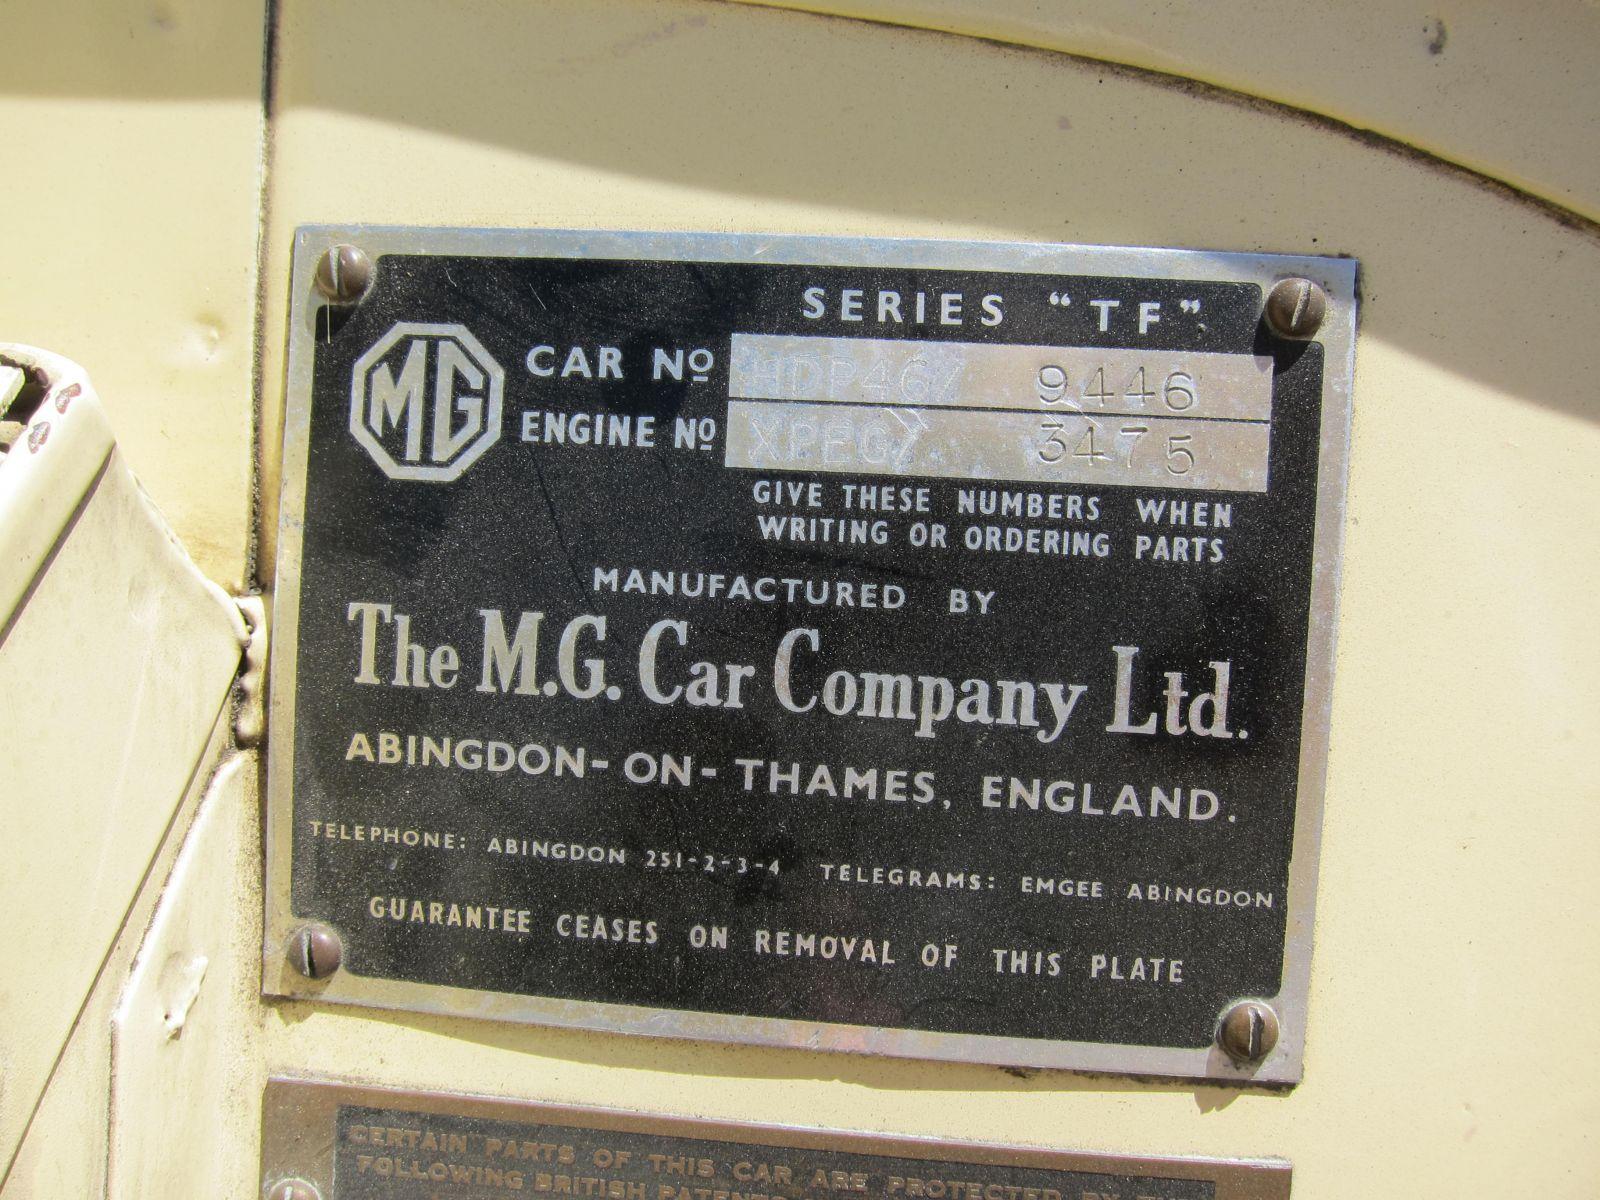 SERIES "TF"
MG
CAR Nº HDP46/ 9446
ENGINE Nº XPEG/ 3475
GIVE THESE NUMBERS WHEN
WRITING OR ORDERING PARTS
MANUFACTURED BY
The M.G. Car Company Ltd.
ABINGDON-ON-THAMES, ENGLAND.
TELEPHONE: ABINGDON 251-2-3-4 TELEGRAMS: EMGEE ABINGDON
GUARANTEE CEASES ON REMOVAL OF THIS PLATE
CERTAIN PARTS OF THIS CAR ARE PROTECTED BY
FOLLOWING BRITISH PATENTS